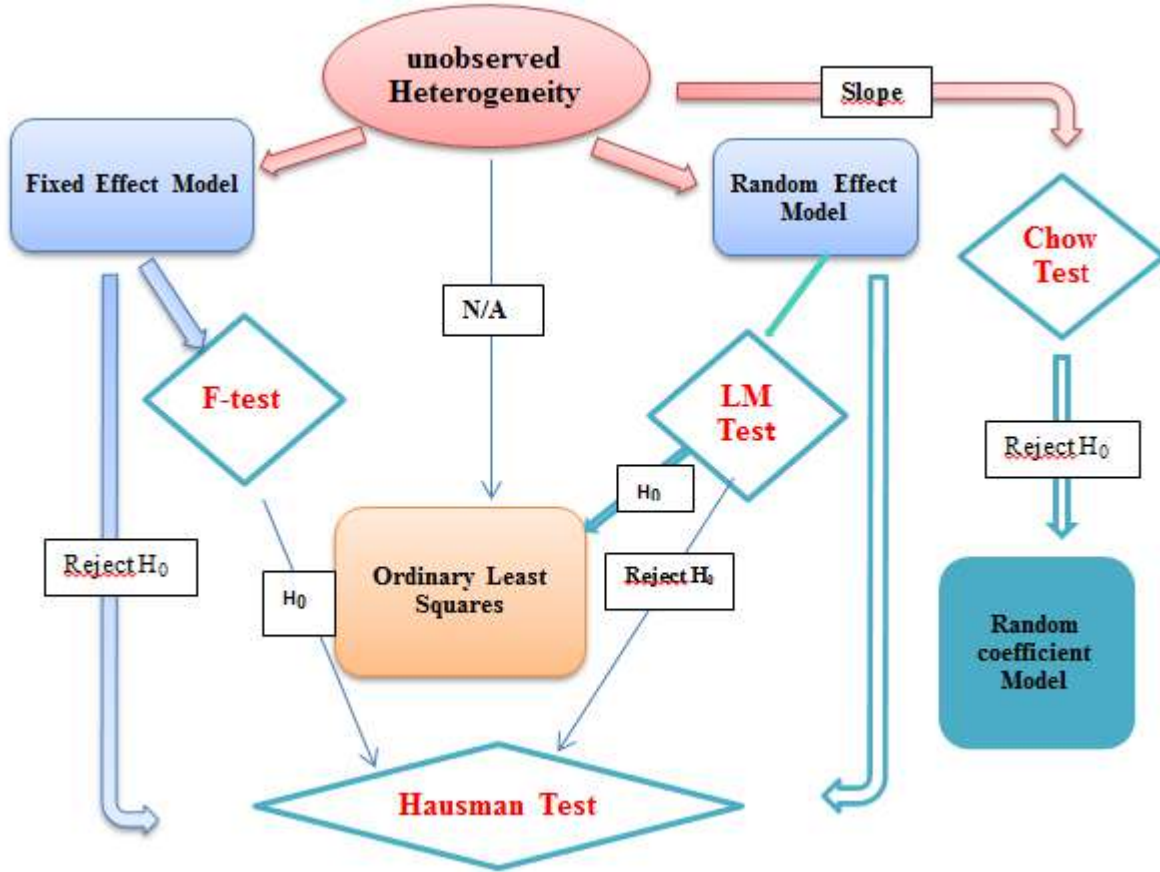 unobserved
Heterogeneity
Slope
Fixed Effect Model
Random Effect
Model
Chow
Test
N/A
F-test
LM
Test
Reject H0
H0
Reject H0
H0
Ordinary Least
Squares
Reject H0
Random
coefficient
Model
Hausman Test